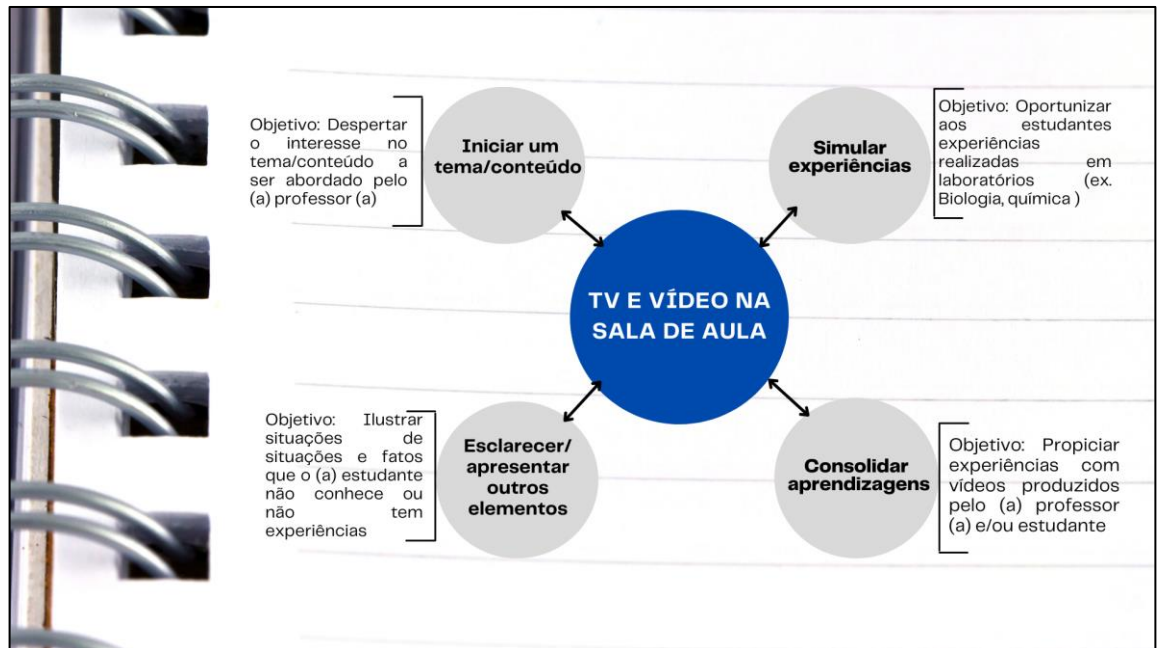 Objetivo: Despertar
o interesse no
tema/conteúdo a
ser abordado pelo
(a) professor (a)
Iniciar um
tema/conteúdo
Simular
experiências
Objetivo: Oportunizar
aos estudantes
experiências
realizadas em
laboratórios (ex.
Biologia, química )
TV E VÍDEO NA
SALA DE AULA
Objetivo: Ilustrar
situações de
situações e fatos
que o (a) estudante
não conhece ou
não tem
experiências
Esclarecer/
apresentar
outros
elementos
Consolidar
aprendizagens
Objetivo: Propiciar
experiências com
vídeos produzidos
pelo (a) professor
(a) e/ou estudante